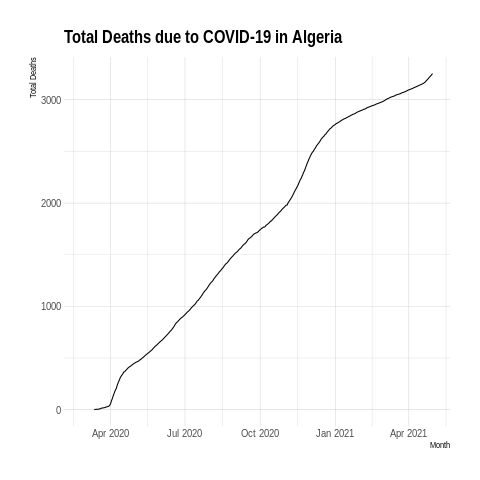 Total Deaths due to COVID-19 in Algeria
Total Deaths
3000
2000
1000
0
Apr 2020 Jul 2020 Oct 2020 Jan 2021 Apr 2021
Month